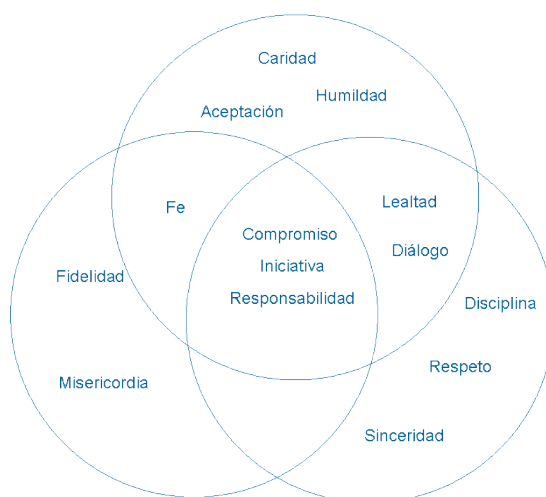 Caridad
Humildad
Aceptación
Fe
Lealtad
Compromiso
Diálogo
Iniciativa
Fidelidad
Responsabilidad
Disciplina
Respeto
Misericordia
Sinceridad